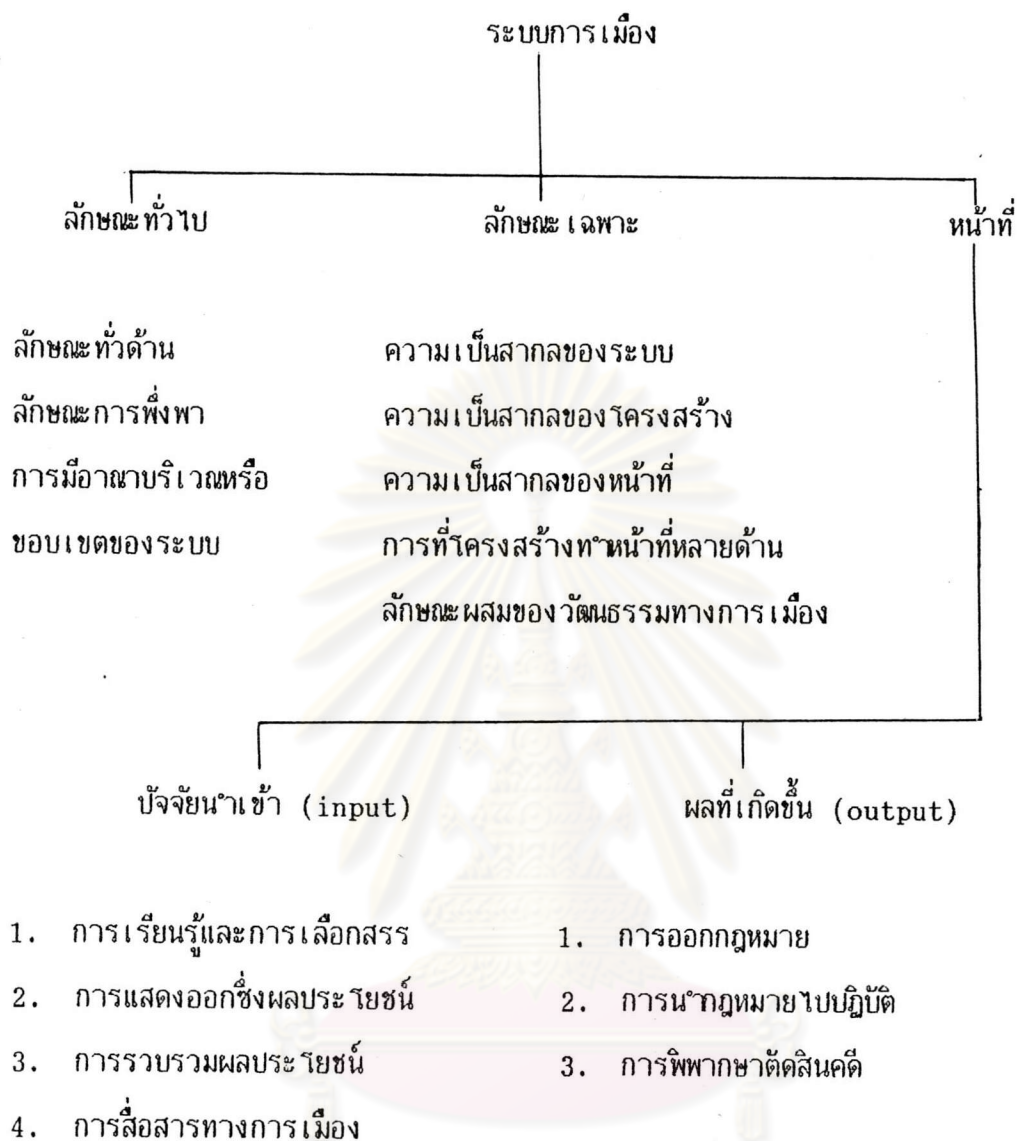 ระบบการเมือง
ลักษณะทั่วไป ลักษณะเฉพาะ หน้าที่
ลักษณะทั่วด้าน ความเป็นสากลของระบบ
ลักษณะการพึ่งพา ความเป็นสากลของโครงสร้าง
การมีอาณาบริเวณหรือ ความเป็นสากลของหน้าที่
ขอบเขตของระบบ การที่โครงสร้างทำหน้าที่หลายด้าน
ลักษณะผสมของวัฒนธรรมทางการเมือง
ปัจจัยนำเข้า (input) ผลที่เกิดขึ้น (output)
1. การเรียนรู้และการเลือกสรร 1. การออกกฎหมาย
2. การแสดงออกซึ่งผลประโยชน์ 2. การนำกฎหมายไปปฏิบัติ
3. การรวบรวมผลประโยชน์ 3. การพิพากษาตัดสินคดี
4. การสื่อสารทางการเมือง